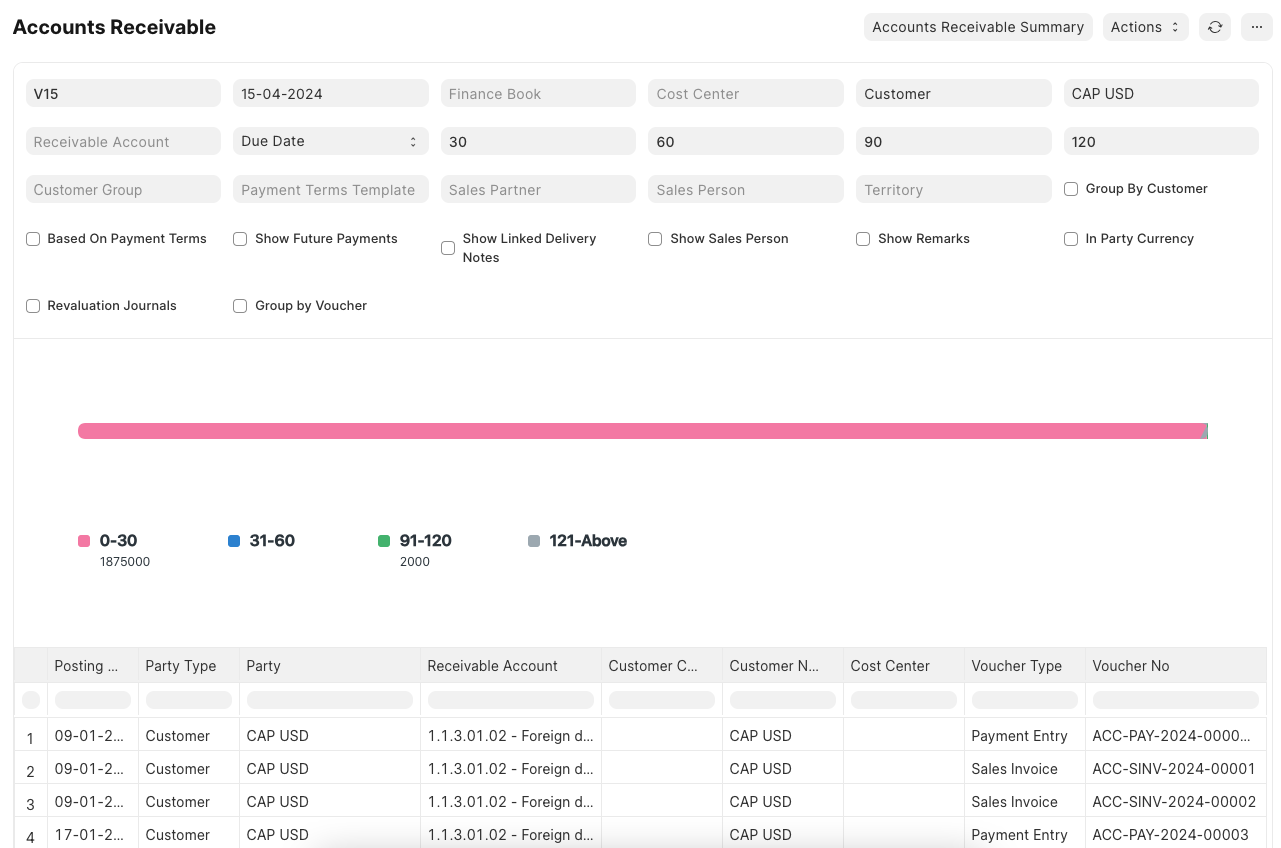 Accounts Receivable
Accounts Receivable Summary
Actions
...
V15
15-04-2024
Finance Book
Cost Center
Customer
CAP USD
Receivable Account
Due Date
30
60
90
120
Customer Group
Payment Terms Template
Sales Partner
Sales Person
Territory
Group By Customer
Based On Payment Terms
Show Future Payments
Show Linked Delivery
Notes
Show Sales Person
Show Remarks
In Party Currency
Revaluation Journals
Group by Voucher
0-30
31-60
91-120
121-Above
1875000
2000
Posting ... Party Type Party Receivable Account Customer C... Customer N... Cost Center Voucher Type Voucher No
1 09-01-2... Customer CAP USD 1.1.3.01.02 - Foreign d... CAP USD Payment Entry ACC-PAY-2024-0000...
2 09-01-2... Customer CAP USD 1.1.3.01.02 - Foreign d... CAP USD Sales Invoice ACC-SINV-2024-00001
3 09-01-2... Customer CAP USD 1.1.3.01.02 - Foreign d... CAP USD Sales Invoice ACC-SINV-2024-00002
4 17-01-2... Customer CAP USD 1.1.3.01.02 - Foreign d... CAP USD Payment Entry ACC-PAY-2024-00003